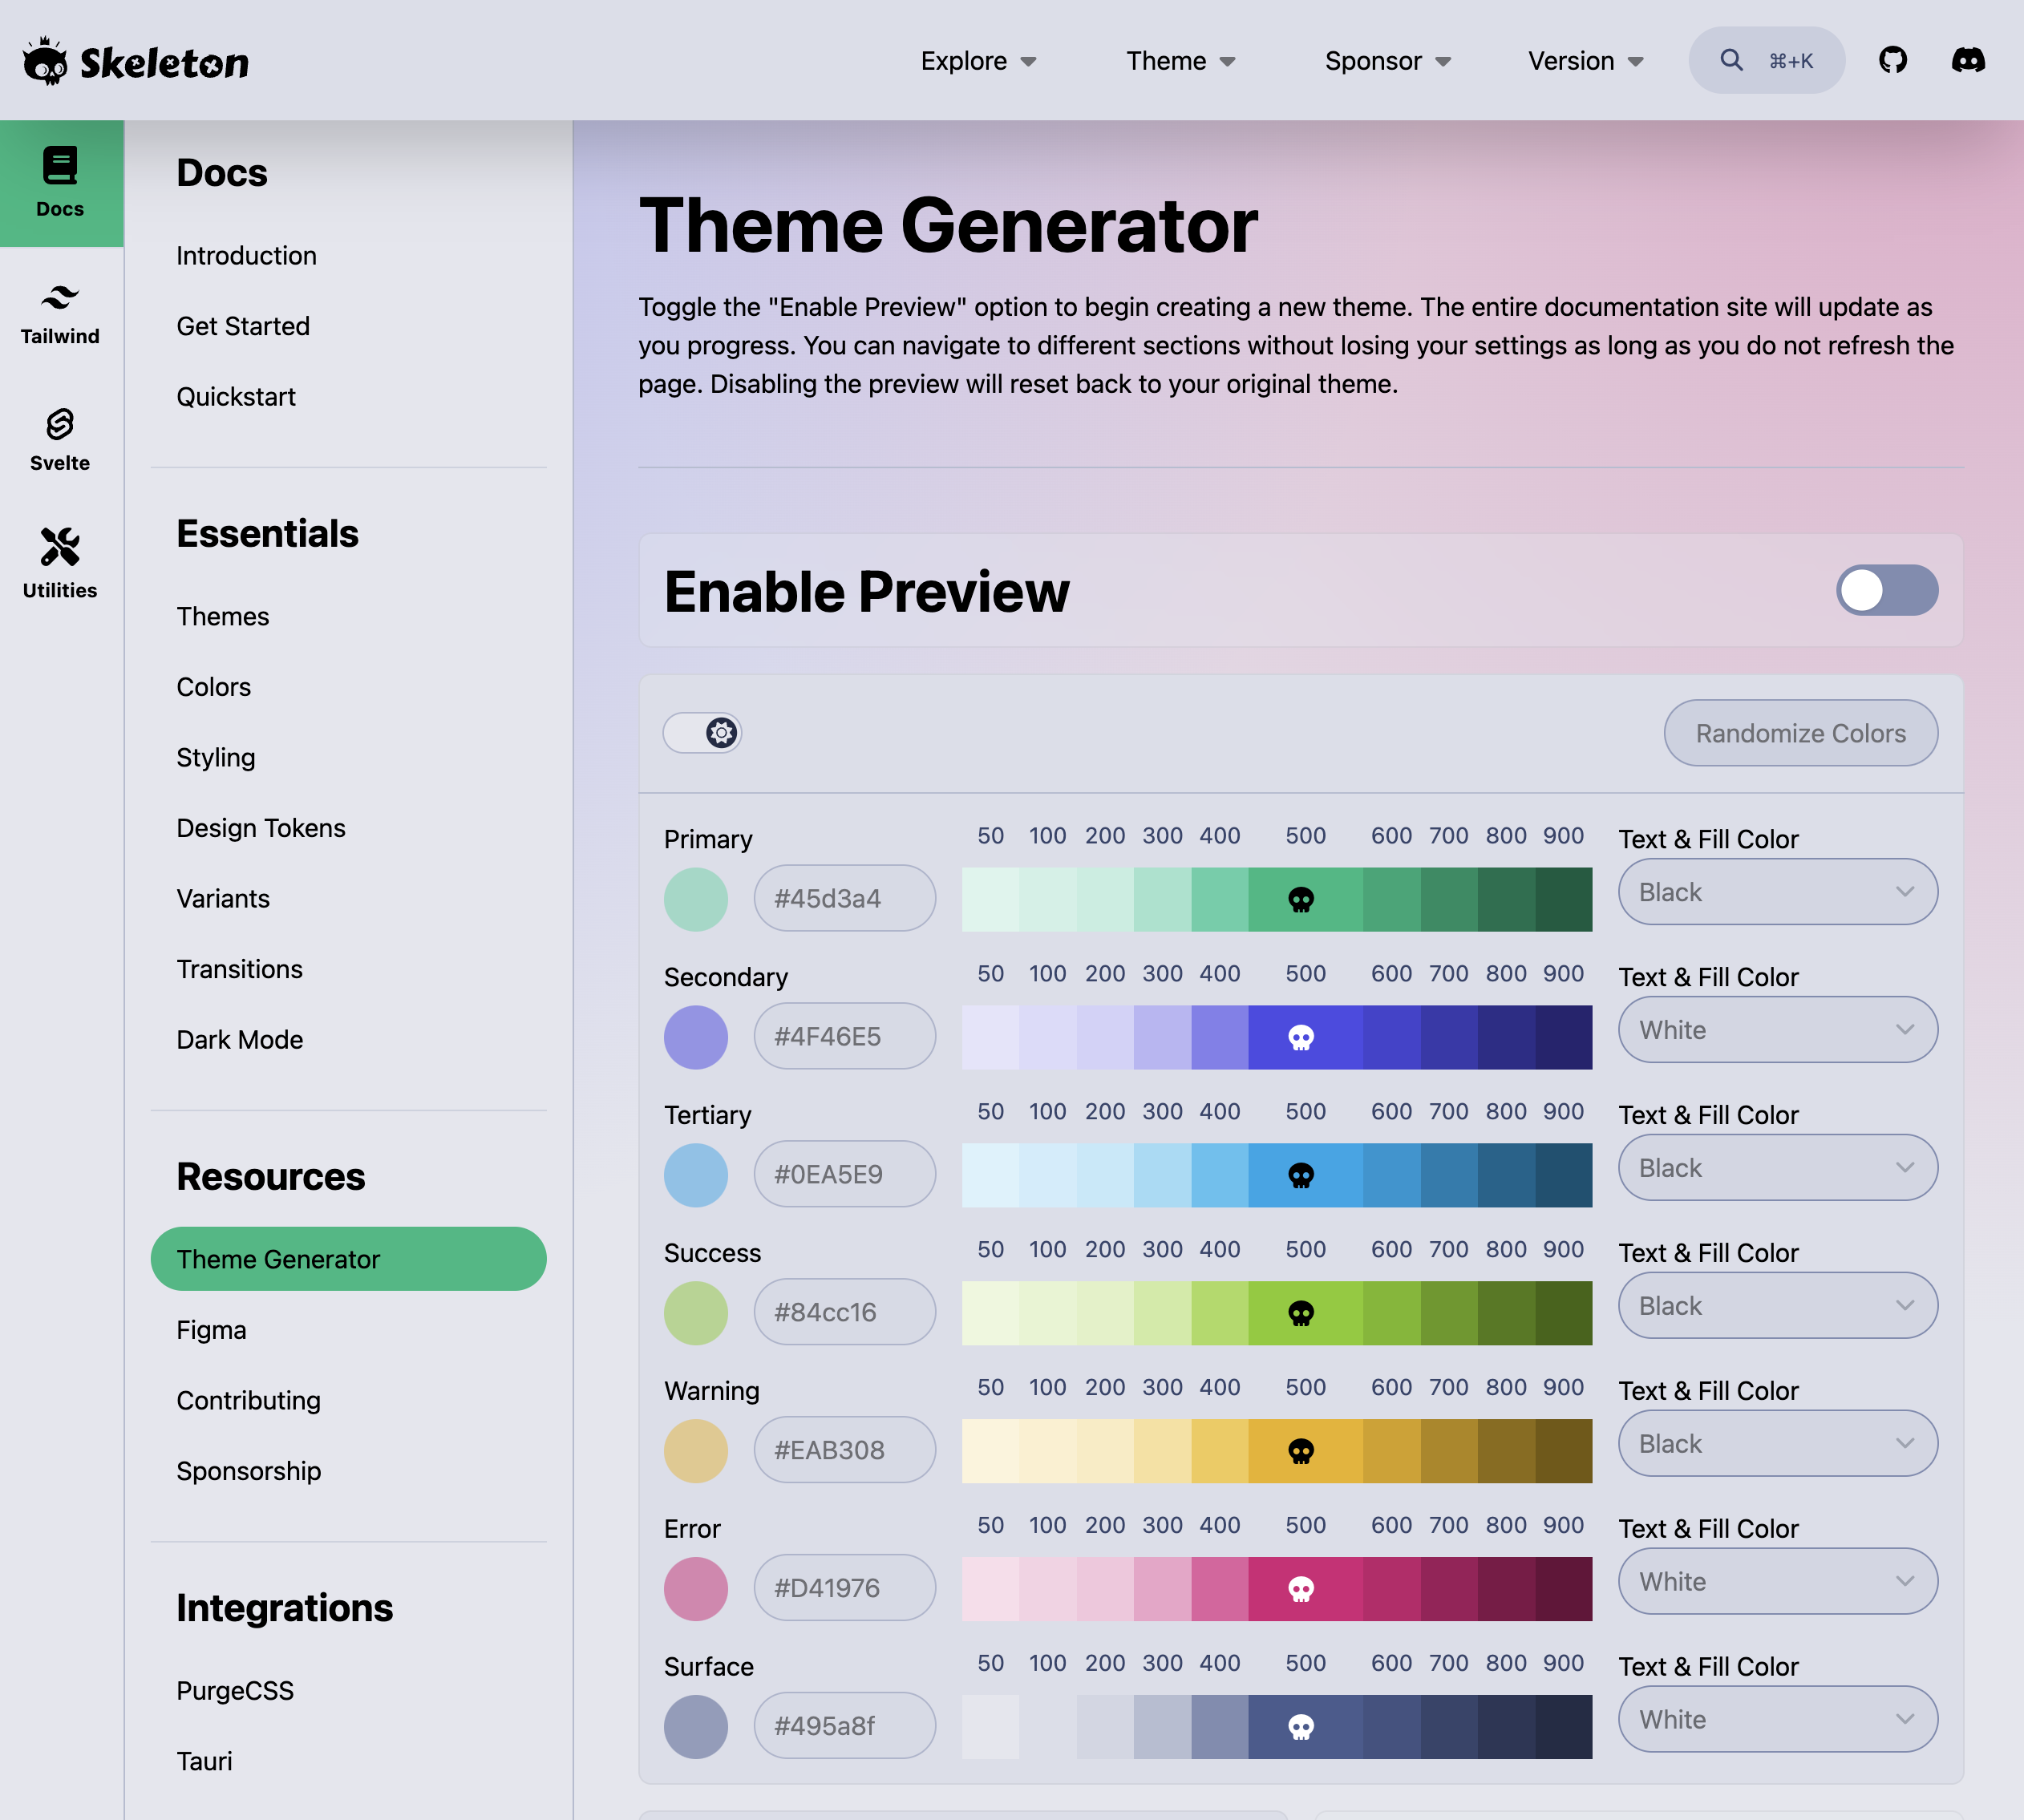 Skeleton
Explore
Theme
Sponsor
Version
⌘+K
Docs
Tailwind
Svelte
Utilities
Docs
Introduction
Get Started
Quickstart
Essentials
Themes
Colors
Styling
Design Tokens
Variants
Transitions
Dark Mode
Resources
Theme Generator
Figma
Contributing
Sponsorship
Integrations
PurgeCSS
Tauri
Theme Generator
Toggle the "Enable Preview" option to begin creating a new theme. The entire documentation site will update as
you progress. You can navigate to different sections without losing your settings as long as you do not refresh the
page. Disabling the preview will reset back to your original theme.
Enable Preview
Randomize Colors
Primary 50 100 200 300 400 500 600 700 800 900 Text & Fill Color
#45d3a4 Black
Secondary 50 100 200 300 400 500 600 700 800 900 Text & Fill Color
#4F46E5 White
Tertiary 50 100 200 300 400 500 600 700 800 900 Text & Fill Color
#0EA5E9 Black
Success 50 100 200 300 400 500 600 700 800 900 Text & Fill Color
#84cc16 Black
Warning 50 100 200 300 400 500 600 700 800 900 Text & Fill Color
#EAB308 Black
Error 50 100 200 300 400 500 600 700 800 900 Text & Fill Color
#D41976 White
Surface 50 100 200 300 400 500 600 700 800 900 Text & Fill Color
#495a8f White